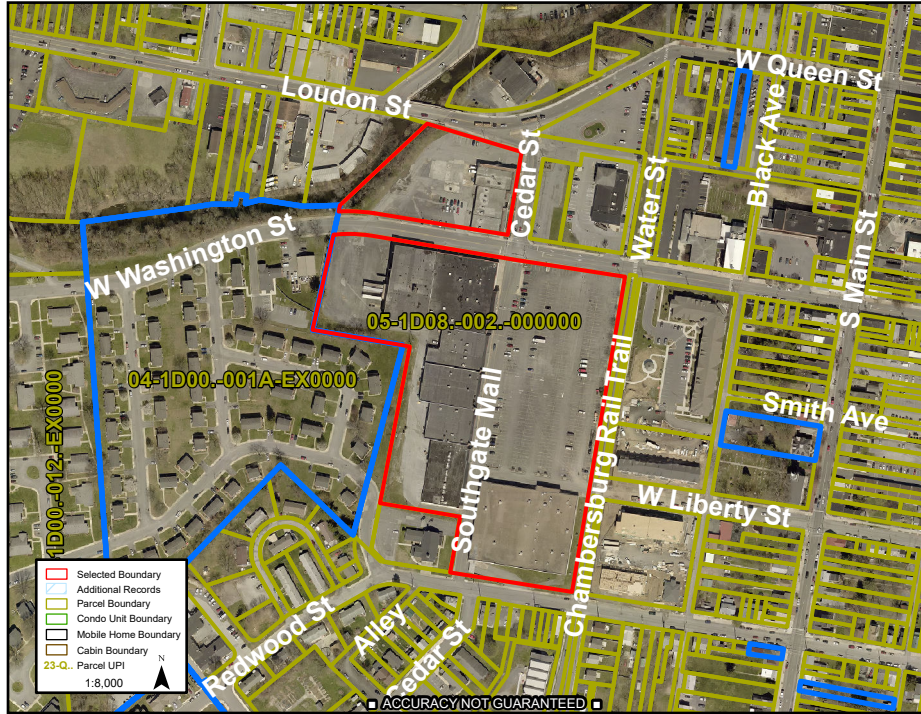 W Queen St
Loudon St
Black Ave
Cedar St
Water St
W Washington St
S Main St
05-1D08.-002.-000000
04-1D00.-001A-EX0000
1D00.-012.-EX0000
Southgate Mall
Chambersburg Rail Trail
Smith Ave
W Liberty St
Redwood St
Alley
Cedar St
Selected Boundary
Additional Records
Parcel Boundary
Condo Unit Boundary
Mobile Home Boundary
Cabin Boundary
23-Q.. Parcel UPI
1:8,000
N
ACCURACY NOT GUARANTEED